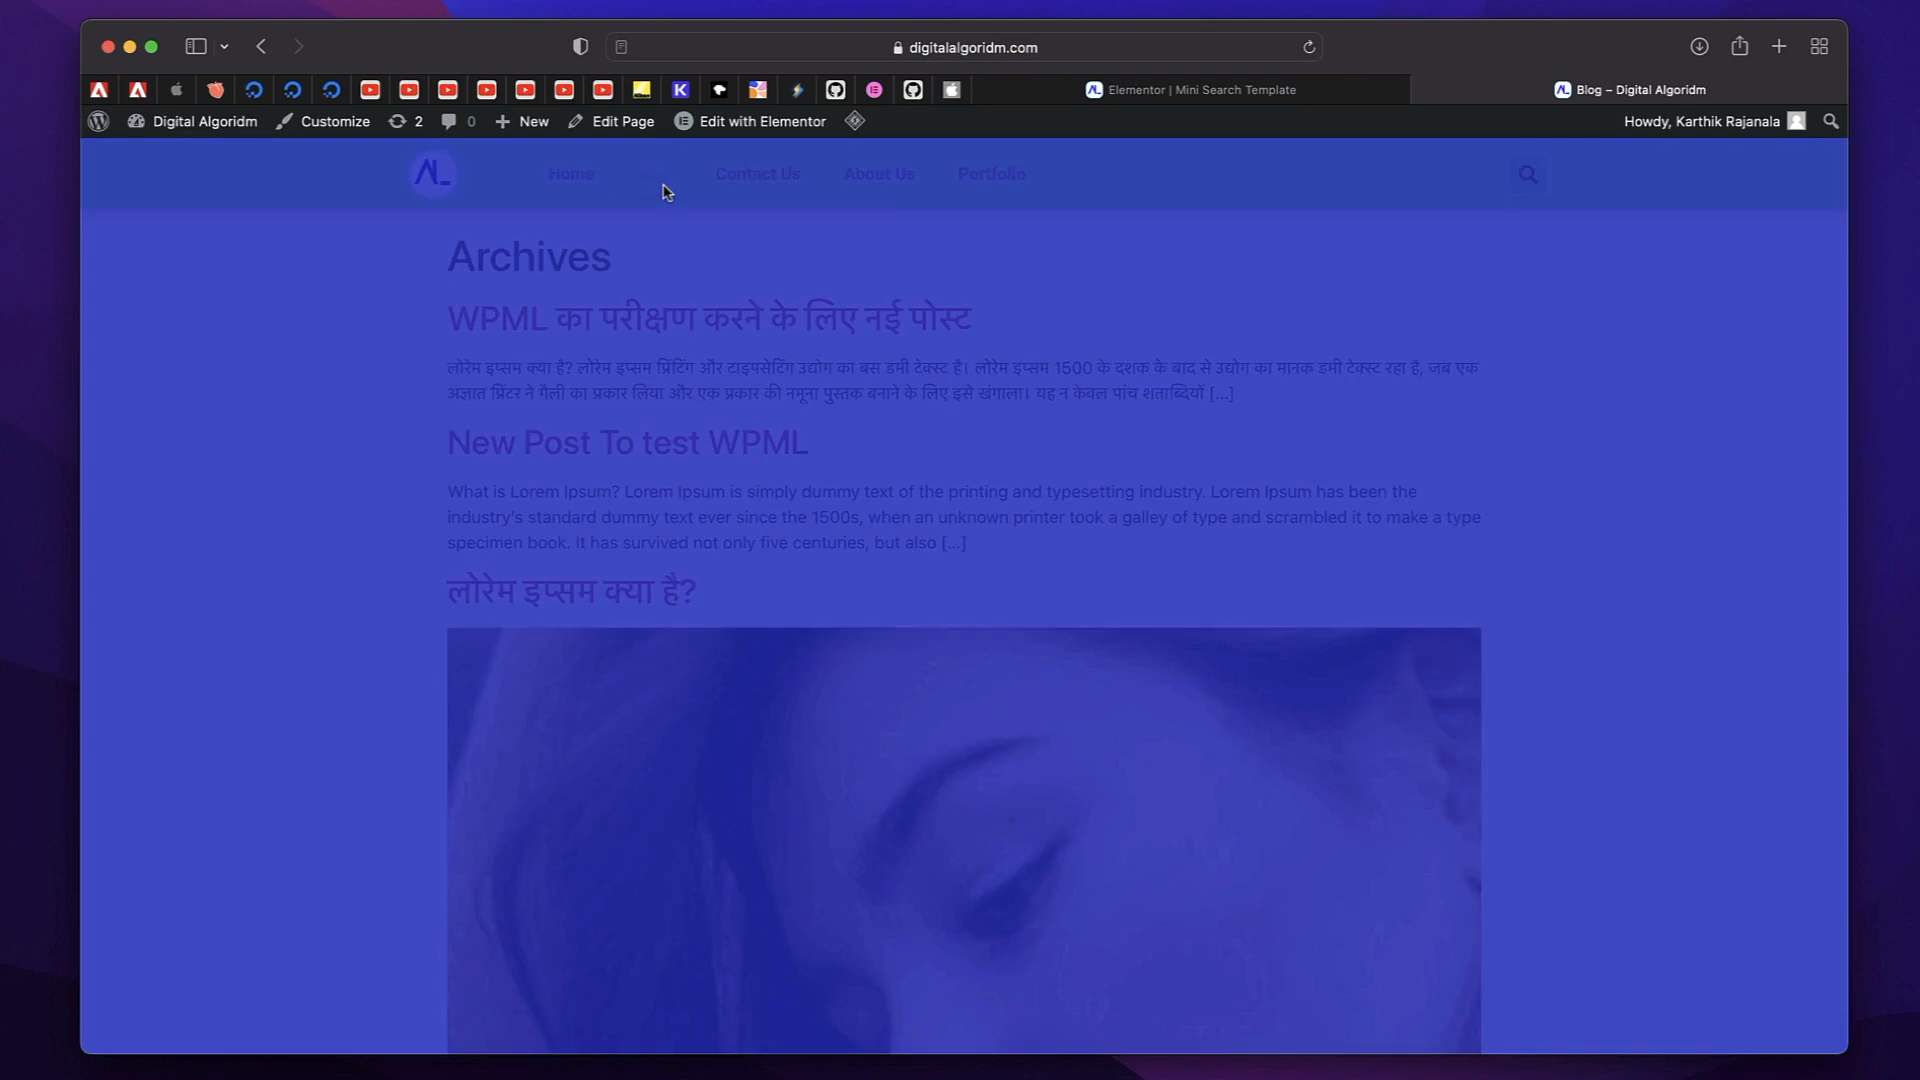 digitalalgoridm.com
Elementor | Mini Search Template
Blog – Digital Algoridm
Digital Algoridm Customize 2 0 New Edit Page Edit with Elementor Howdy, Karthik Rajanala
Home Contact Us About Us Portfolio
Archives
WPML का परीक्षण करने के लिए नई पोस्ट
लोरेम इप्सम क्या है? लोरेम इप्सम प्रिंटिंग और टाइपसेटिंग उद्योग का बस डमी टेक्स्ट है। लोरेम इप्सम 1500 के दशक के बाद से उद्योग का मानक डमी टेक्स्ट रहा है, जब एक
अज्ञात प्रिंटर ने गैली का प्रकार लिया और एक प्रकार की नमूना पुस्तक बनाने के लिए इसे खंगाला। यह न केवल पांच शताब्दियों [...]
New Post To test WPML
What is Lorem Ipsum? Lorem Ipsum is simply dummy text of the printing and typesetting industry. Lorem Ipsum has been the
industry's standard dummy text ever since the 1500s, when an unknown printer took a galley of type and scrambled it to make a type
specimen book. It has survived not only five centuries, but also [...]
लोरेम इप्सम क्या है?